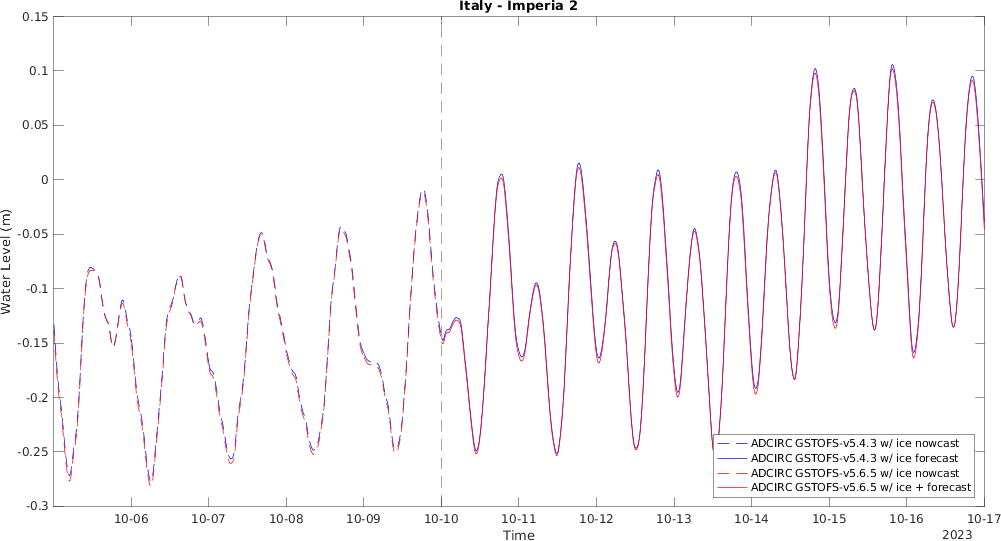 Italy - Imperia 2
0.15
0.1
0.05
0
-0.05
-0.1
-0.15
-0.2
-0.25
-0.3
Water Level (m)
ADCIRC GSTOFS-v5.4.3 w/ ice nowcast
ADCIRC GSTOFS-v5.4.3 w/ ice forecast
ADCIRC GSTOFS-v5.6.5 w/ ice nowcast
ADCIRC GSTOFS-v5.6.5 w/ ice + forecast
10-06 10-07 10-08 10-09 10-10 10-11 10-12 10-13 10-14 10-15 10-16 10-17
Time
2023